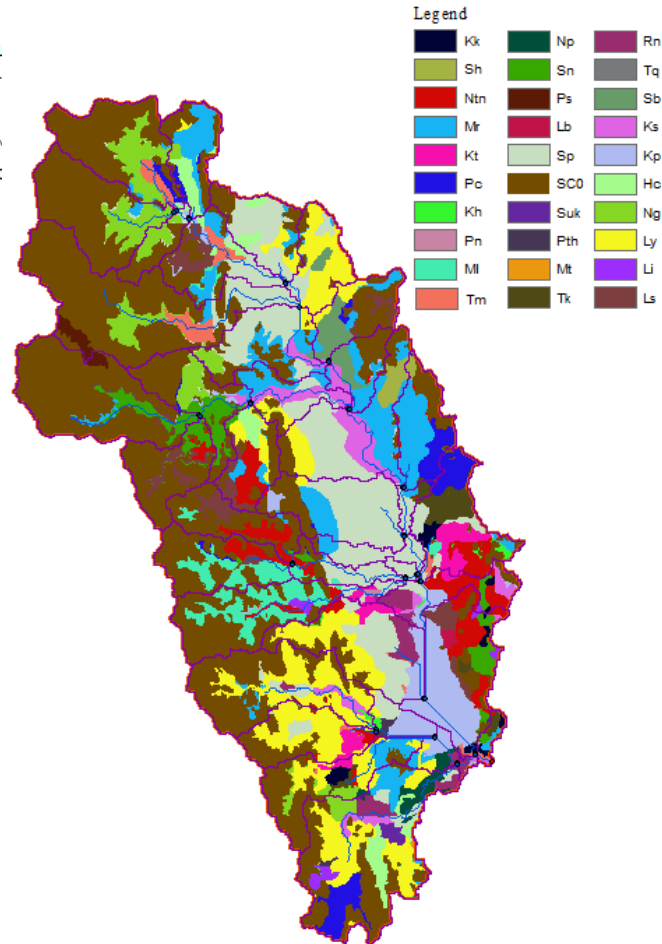 Legend
Kk Np Rn
Sh Sn Tq
Ntn Ps Sb
Mr Lb Ks
Kt Sp Kp
Pc SC0 Hc
Kh Suk Ng
Pn Pth Ly
Ml Mt Li
Tm Tk Ls